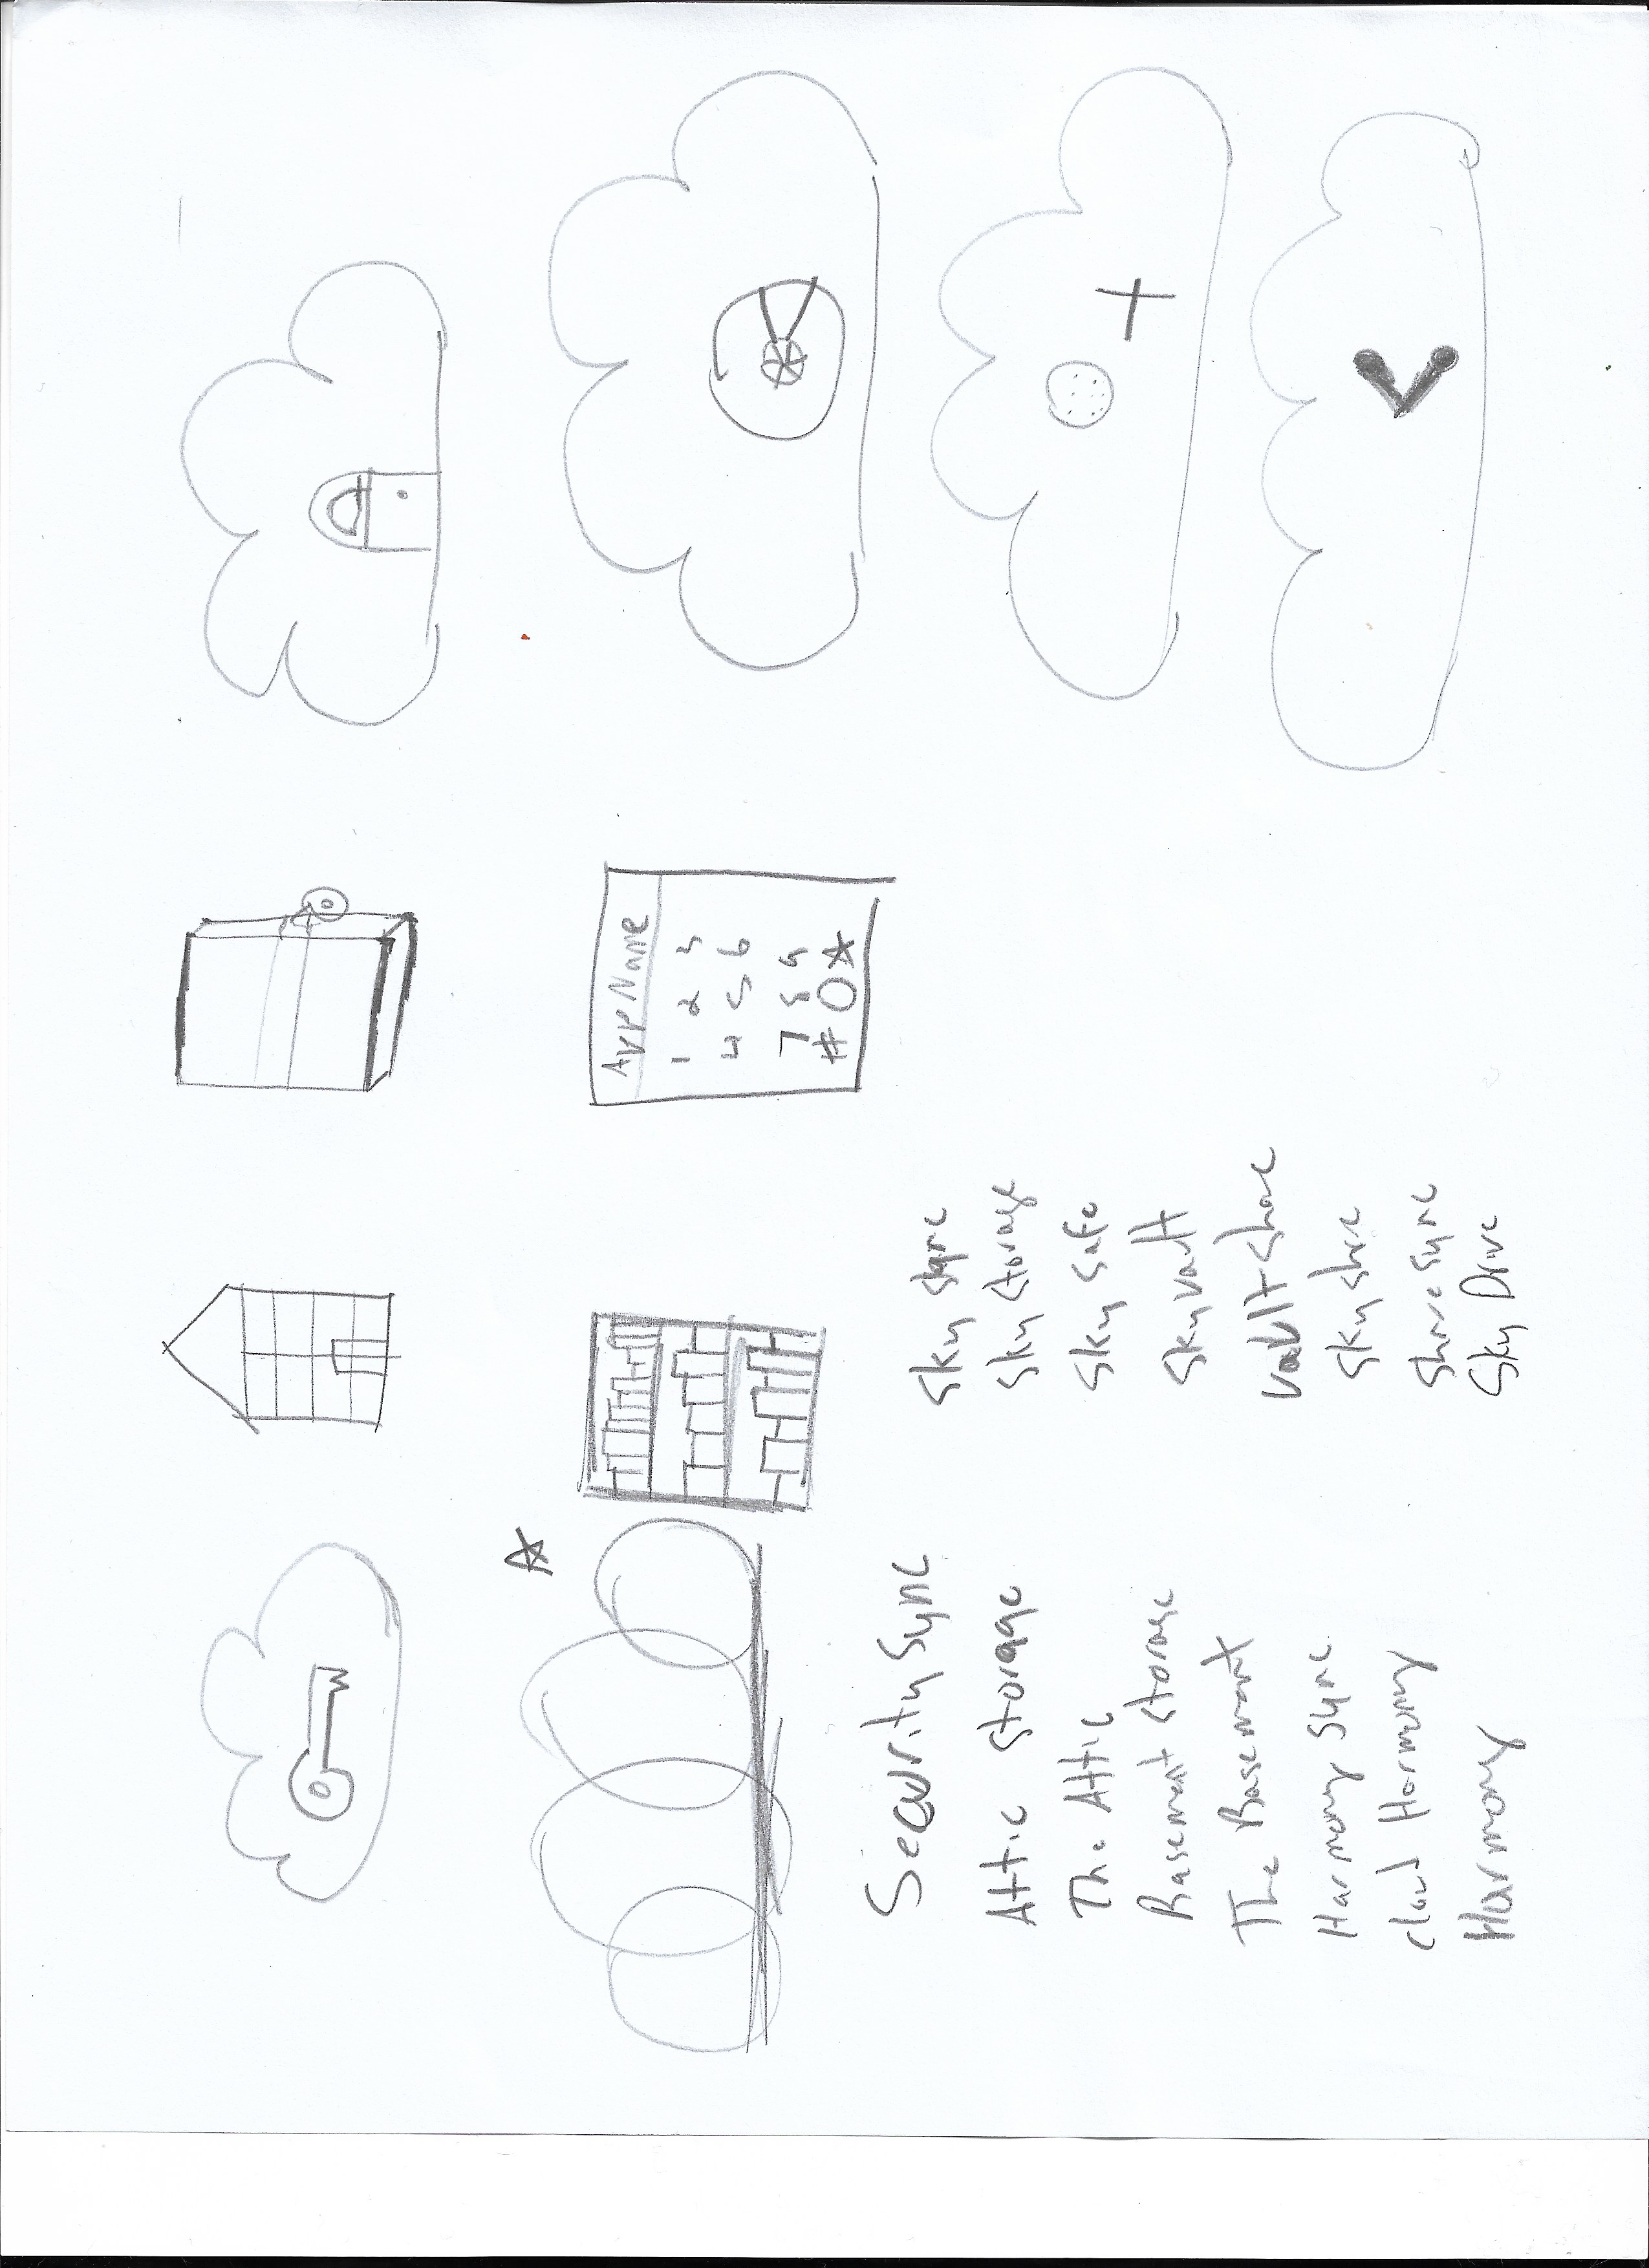 App Name
1 2 3
4 5 6
7 8 9
# 0
Security Sync
Attic Storage
The Attic
Basement Storage
The Basement
Harmony Sync
Cloud Harmony
Harmony
Sky Sync
Sky Storage
Sky Safe
Sky vault
Vault Share
Sky share
Share Sync
Sky Drive